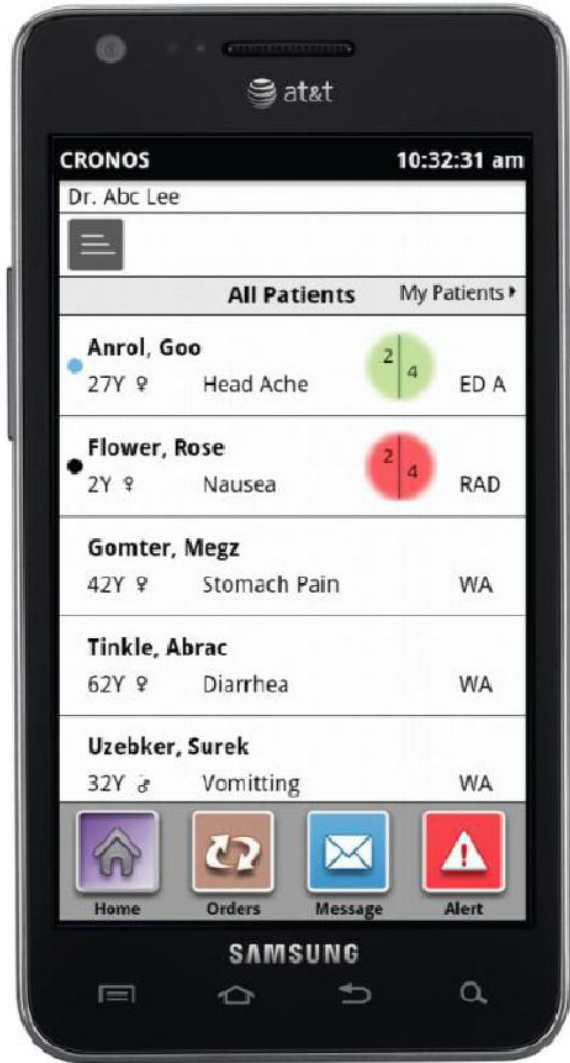 at&t
CRONOS 10:32:31 am
Dr. Abc Lee
All Patients My Patients
Anrol, Goo
27Y ♀ Head Ache 2 4 ED A
Flower, Rose
2Y ♀ Nausea 2 4 RAD
Gomter, Megz
42Y ♀ Stomach Pain WA
Tinkle, Abrac
62Y ♀ Diarrhea WA
Uzebker, Surek
32Y ♂ Vomitting WA
Home Orders Message Alert
SAMSUNG